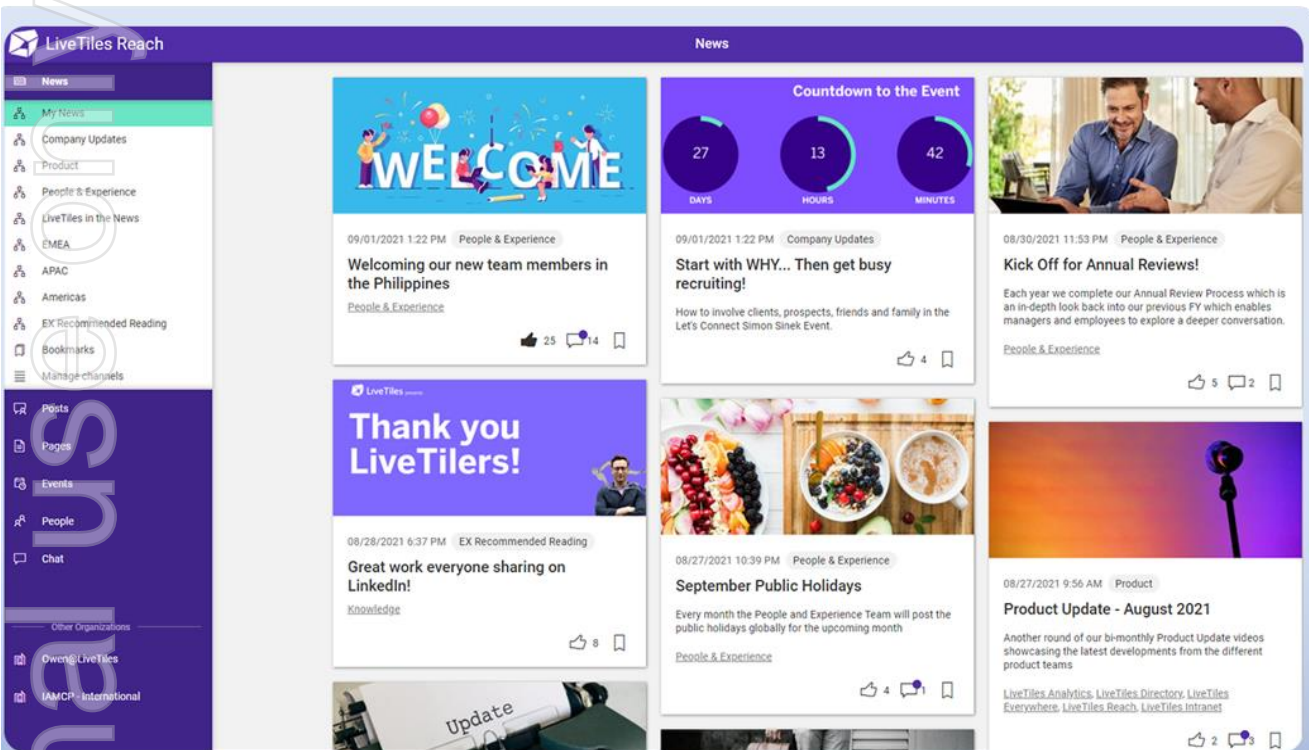 LiveTiles Reach
News
News
My News
Company Updates
Product
People & Experience
LiveTiles in the News
EMEA
APAC
Americas
EX Recommended Reading
Bookmarks
Manage channels
Posts
Pages
Events
People
Chat
Other Organizations
Owen@LiveTiles
IAMCP - International
WELCOME
09/01/2021 1:22 PM People & Experience
Welcoming our new team members in
the Philippines
People & Experience
25 14
LiveTiles presents
Thank you
LiveTilers!
08/28/2021 6:37 PM EX Recommended Reading
Great work everyone sharing on
LinkedIn!
Knowledge
8
Update
Countdown to the Event
27 13 42
DAYS HOURS MINUTES
09/01/2021 1:22 PM Company Updates
Start with WHY... Then get busy
recruiting!
How to involve clients, prospects, friends and family in the
Let's Connect Simon Sinek Event.
4
08/27/2021 10:39 PM People & Experience
September Public Holidays
Every month the People and Experience Team will post the
public holidays globally for the upcoming month
People & Experience
4 1
08/30/2021 11:53 PM People & Experience
Kick Off for Annual Reviews!
Each year we complete our Annual Review Process which is
an in-depth look back into our previous FY which enables
managers and employees to explore a deeper conversation.
People & Experience
5 2
08/27/2021 9:56 AM Product
Product Update - August 2021
Another round of our bi-monthly Product Update videos
showcasing the latest developments from the different
product teams
LiveTiles Analytics, LiveTiles Directory, LiveTiles
Everywhere, LiveTiles Reach, LiveTiles Intranet
2 3
nal use only